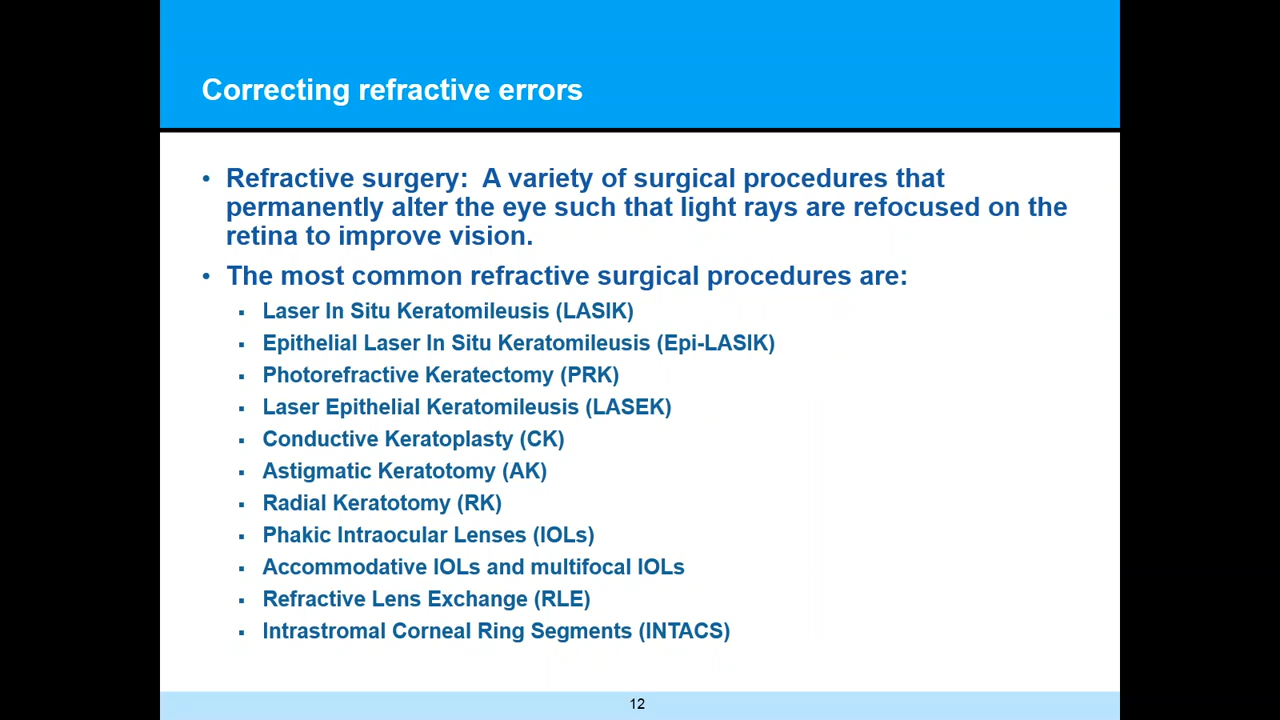 Correcting refractive errors
• Refractive surgery:  A variety of surgical procedures that
permanently alter the eye such that light rays are refocused on the
retina to improve vision.
• The most common refractive surgical procedures are:
▪ Laser In Situ Keratomileusis (LASIK)
▪ Epithelial Laser In Situ Keratomileusis (Epi-LASIK)
▪ Photorefractive Keratectomy (PRK)
▪ Laser Epithelial Keratomileusis (LASEK)
▪ Conductive Keratoplasty (CK)
▪ Astigmatic Keratotomy (AK)
▪ Radial Keratotomy (RK)
▪ Phakic Intraocular Lenses (IOLs)
▪ Accommodative IOLs and multifocal IOLs
▪ Refractive Lens Exchange (RLE)
▪ Intrastromal Corneal Ring Segments (INTACS)
12